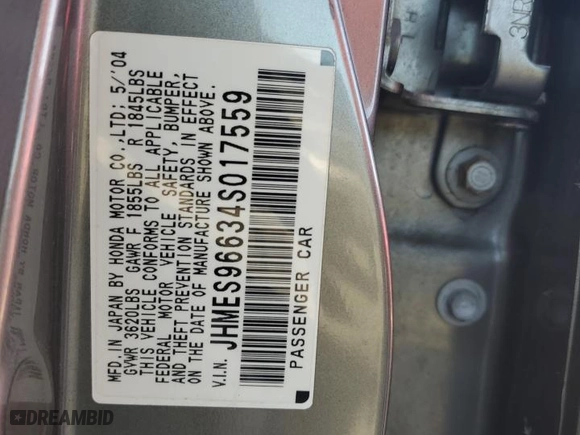 MFD.IN JAPAN BY HONDA MOTOR CO.,LTD; 5/'04
GVWR 3620LBS GAWR F 1855LBS R 1845LBS
THIS VEHICLE CONFORMS TO ALL APPLICABLE
FEDERAL MOTOR VEHICLE SAFETY, BUMPER,
AND THEFT PREVENTION STANDARDS IN EFFECT
ON THE DATE OF MANUFACTURE SHOWN ABOVE.
V.I.N. JHMES96634S017559
PASSENGER CAR
DREAMBID